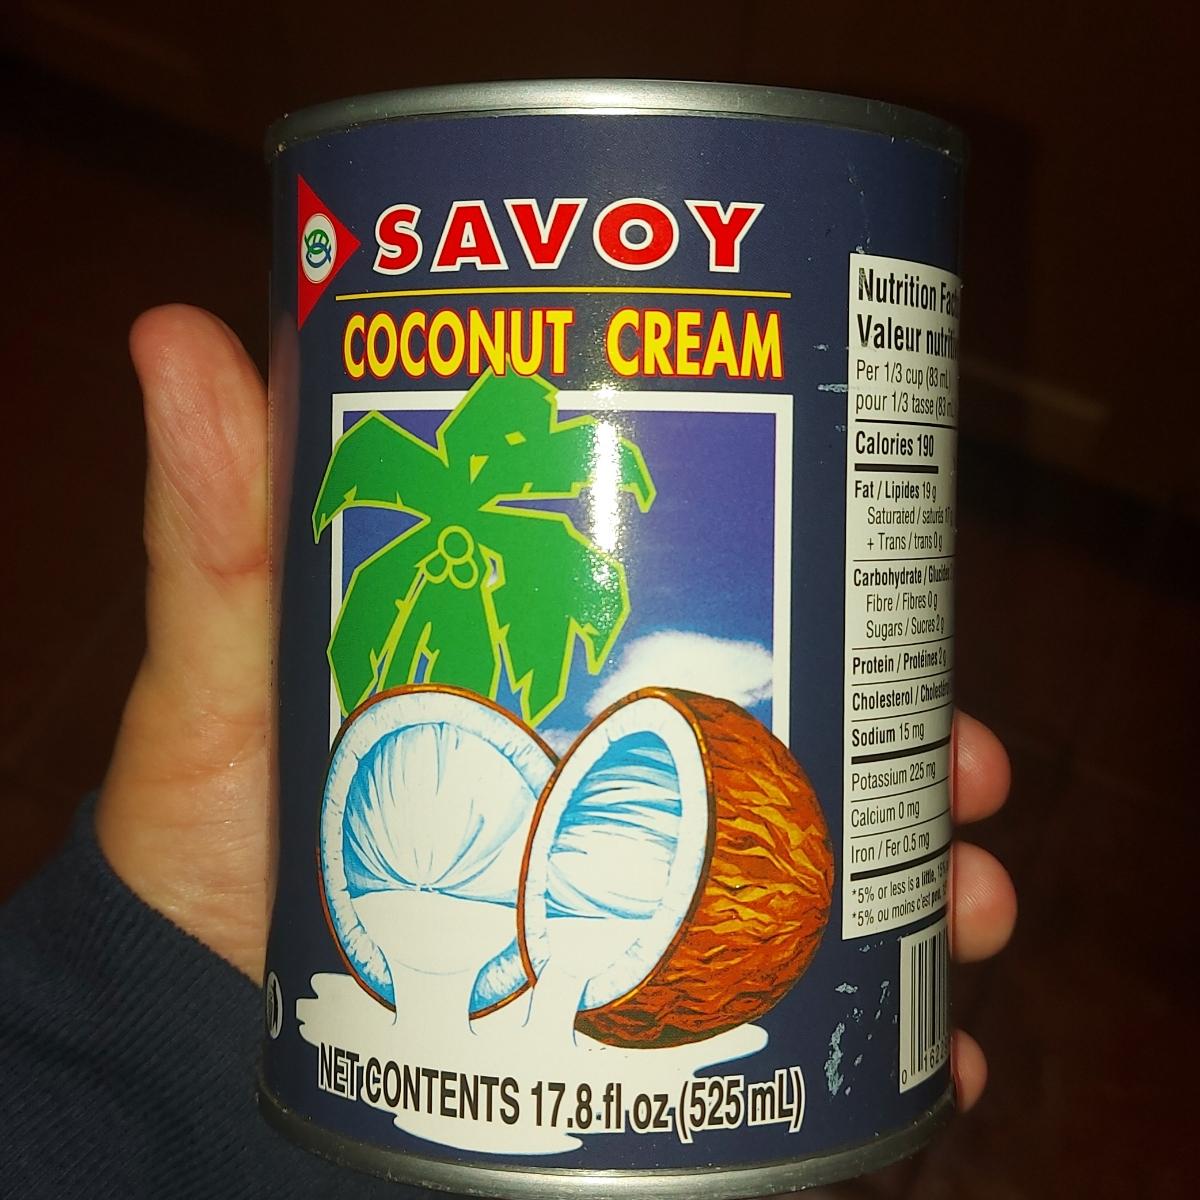 SAVOY
COCONUT CREAM
NET CONTENTS 17.8 fl oz (525 mL)
Nutrition
Valeur
Per 1/3 cup (83 mL)
pour 1/3 tasse (83
Calories 190
Fat / Lipides 19 g
Saturated / saturés
+ Trans / trans 0 g
Carbohydrate / Glucides
Fibre / Fibres 0 g
Sugars / Sucres 2 g
Protein / Protéines 2 g
Cholesterol /
Sodium 15 mg
Potassium 225 mg
Calcium 0 mg
Iron / Fer 0.5 mg
*5% or less is a little,
*5% ou moins c'est peu,